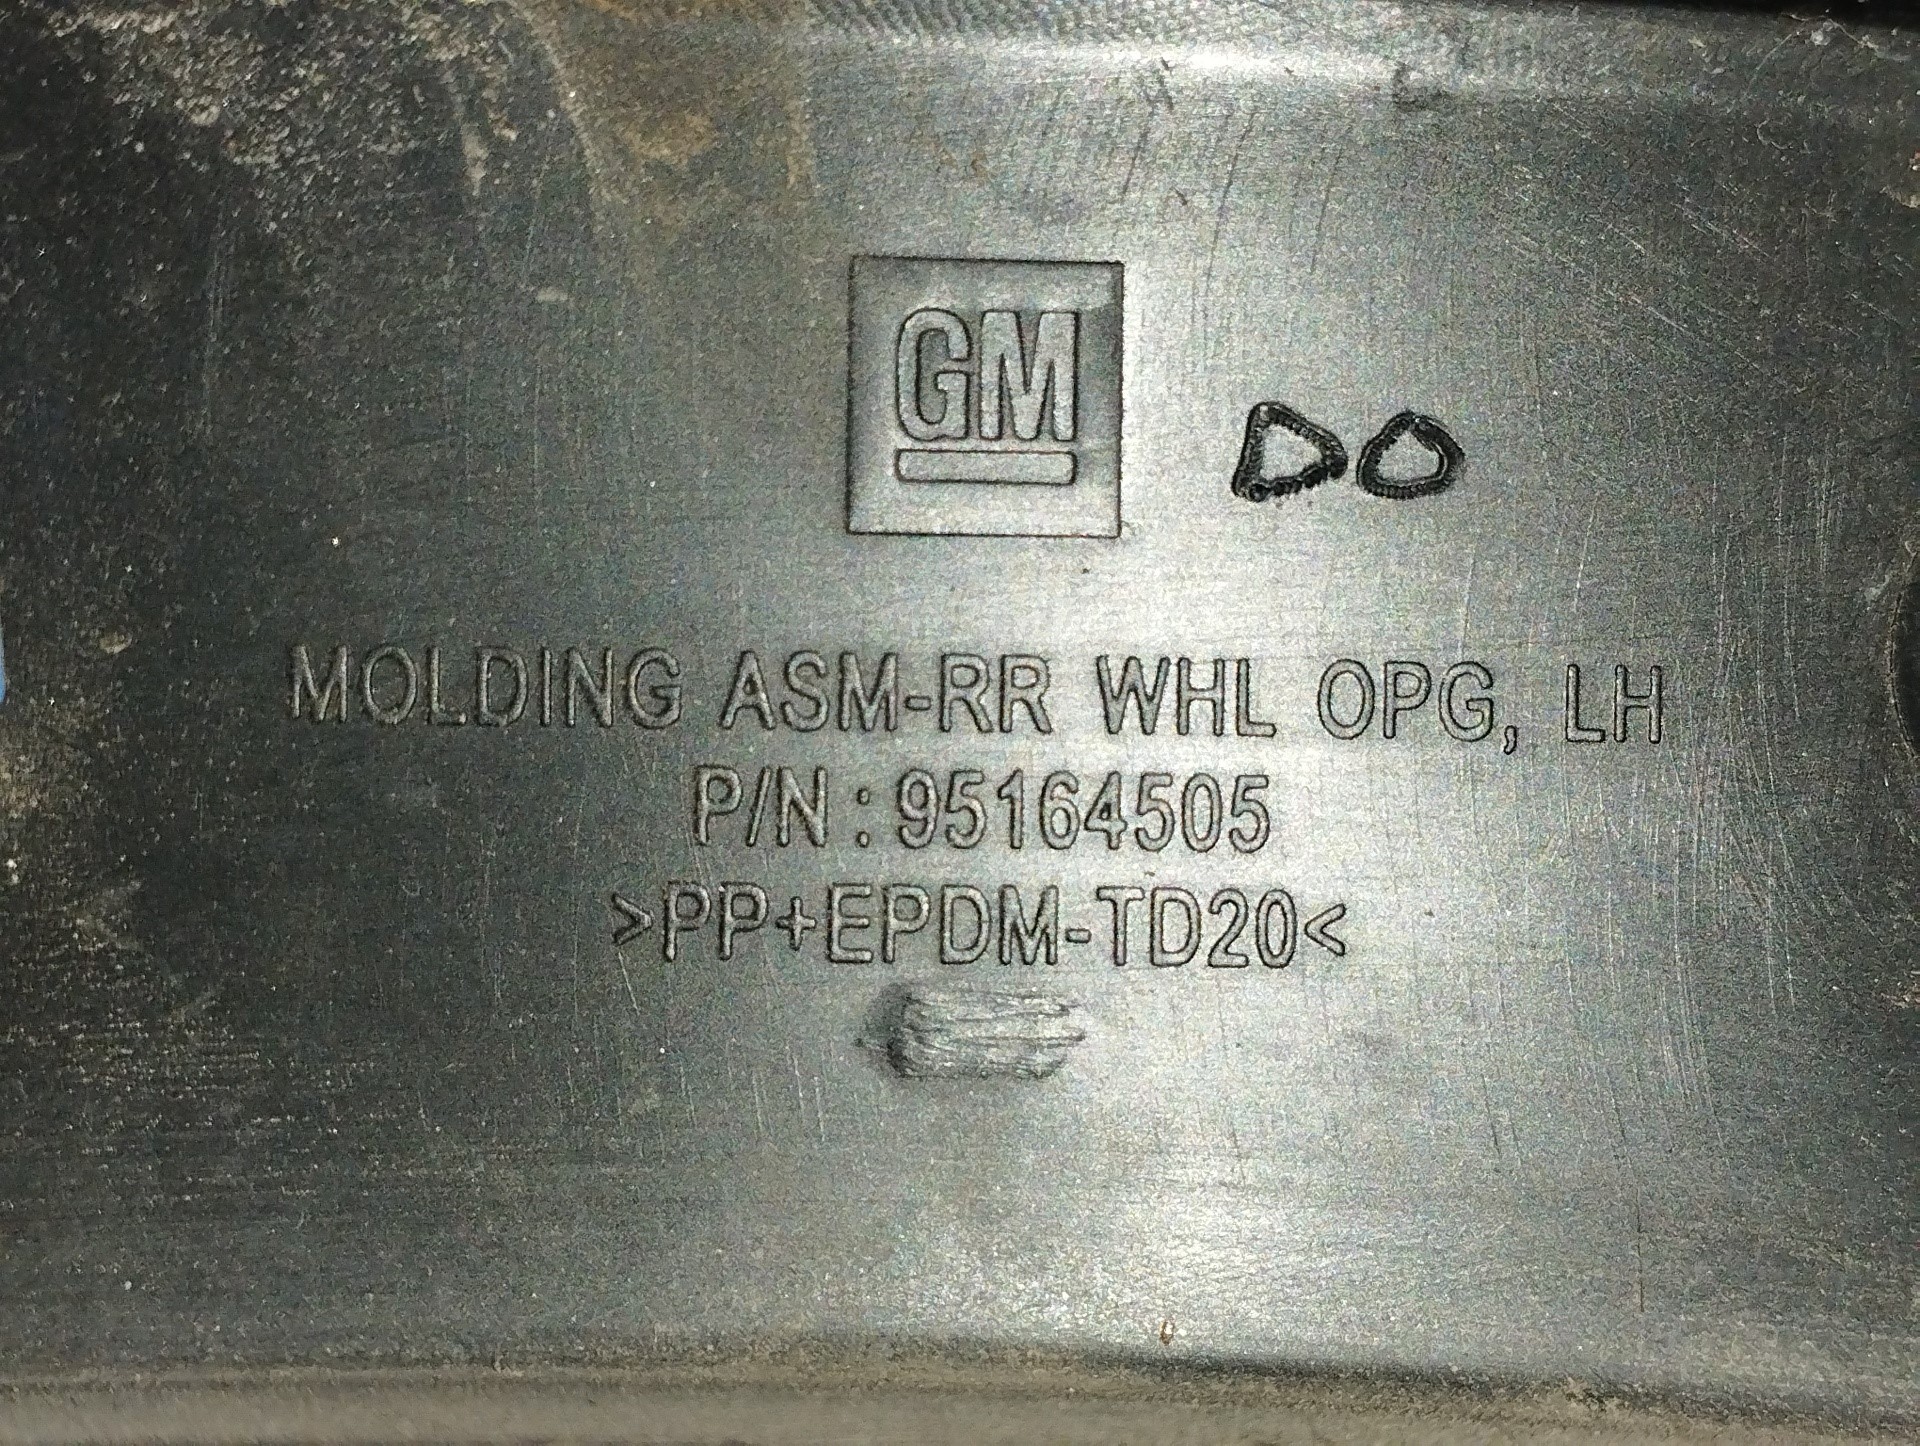 GM
DO
MOLDING ASM-RR WHL OPG, LH
P/N : 95164505
>PP+EPDM-TD20<